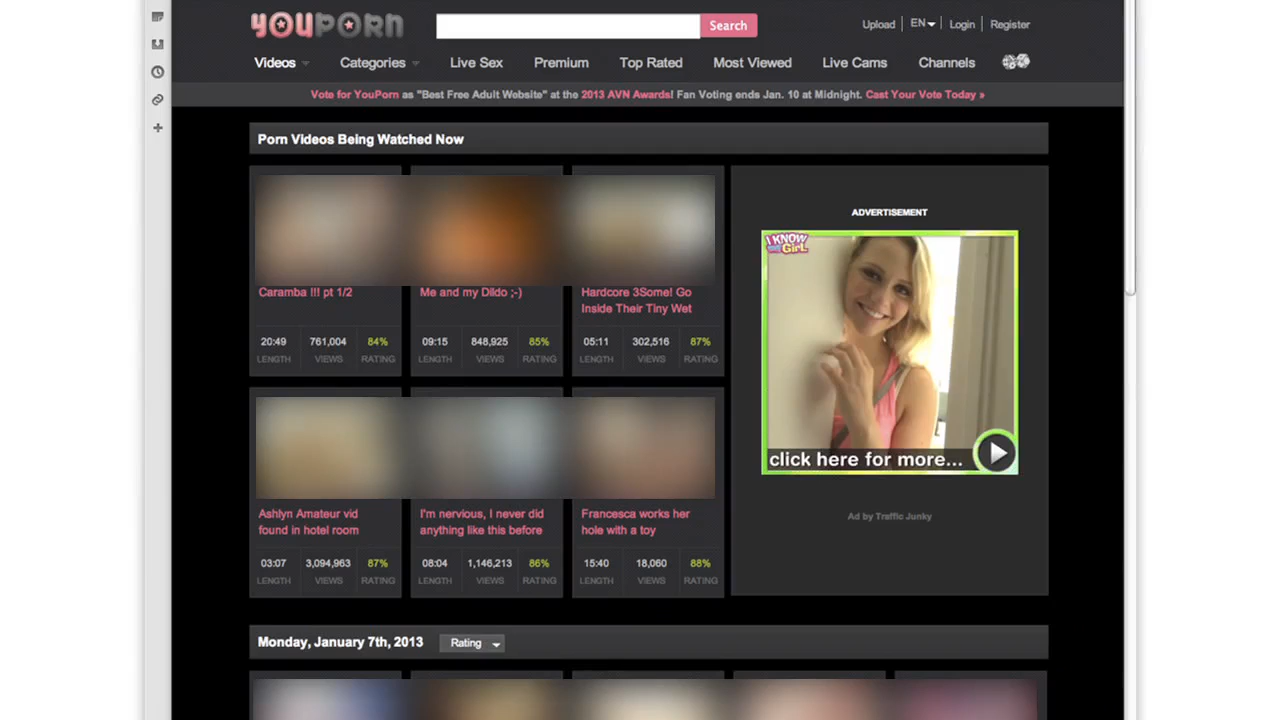 YOUPORN
Search
Upload EN Login Register
Videos Categories Live Sex Premium Top Rated Most Viewed Live Cams Channels
Vote for YouPorn as "Best Free Adult Website" at the 2013 AVN Awards! Fan Voting ends Jan. 10 at Midnight. Cast Your Vote Today »
Porn Videos Being Watched Now
Caramba !!! pt 1/2
20:49 761,004 84%
LENGTH VIEWS RATING
Me and my Dildo ;-)
09:15 848,925 85%
LENGTH VIEWS RATING
Hardcore 3Some! Go
Inside Their Tiny Wet
05:11 302,516 87%
LENGTH VIEWS RATING
ADVERTISEMENT
I KNOW
GIRL
click here for more...
Ad by Traffic Junky
Ashlyn Amateur vid
found in hotel room
03:07 3,094,963 87%
LENGTH VIEWS RATING
I'm nervous, I never did
anything like this before
08:04 1,146,213 86%
LENGTH VIEWS RATING
Francesca works her
hole with a toy
15:40 18,060 88%
LENGTH VIEWS RATING
Monday, January 7th, 2013 Rating